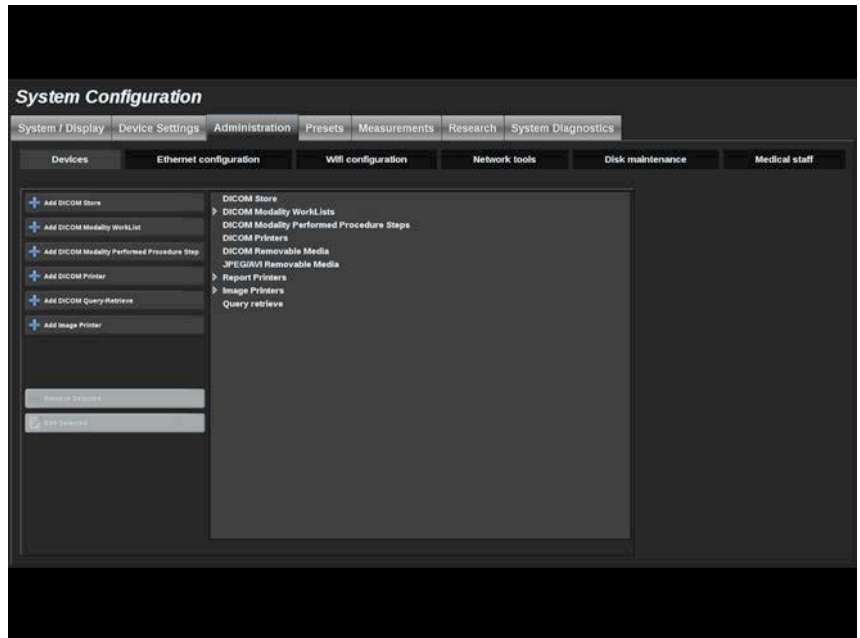 System Configuration
System / Display Device Settings Administration Presets Measurements Research System Diagnostics
Devices Ethernet configuration Wifi configuration Network tools Disk maintenance Medical staff
Add DICOM Store
Add DICOM Modality WorkList
Add DICOM Modality Performed Procedure Step
Add DICOM Printer
Add DICOM Query-Retrieve
Add Image Printer
Remove Selected
Edit Selected
DICOM Store
DICOM Modality WorkLists
DICOM Modality Performed Procedure Steps
DICOM Printers
DICOM Removable Media
JPEG/AVI Removable Media
Report Printers
Image Printers
Query retrieve